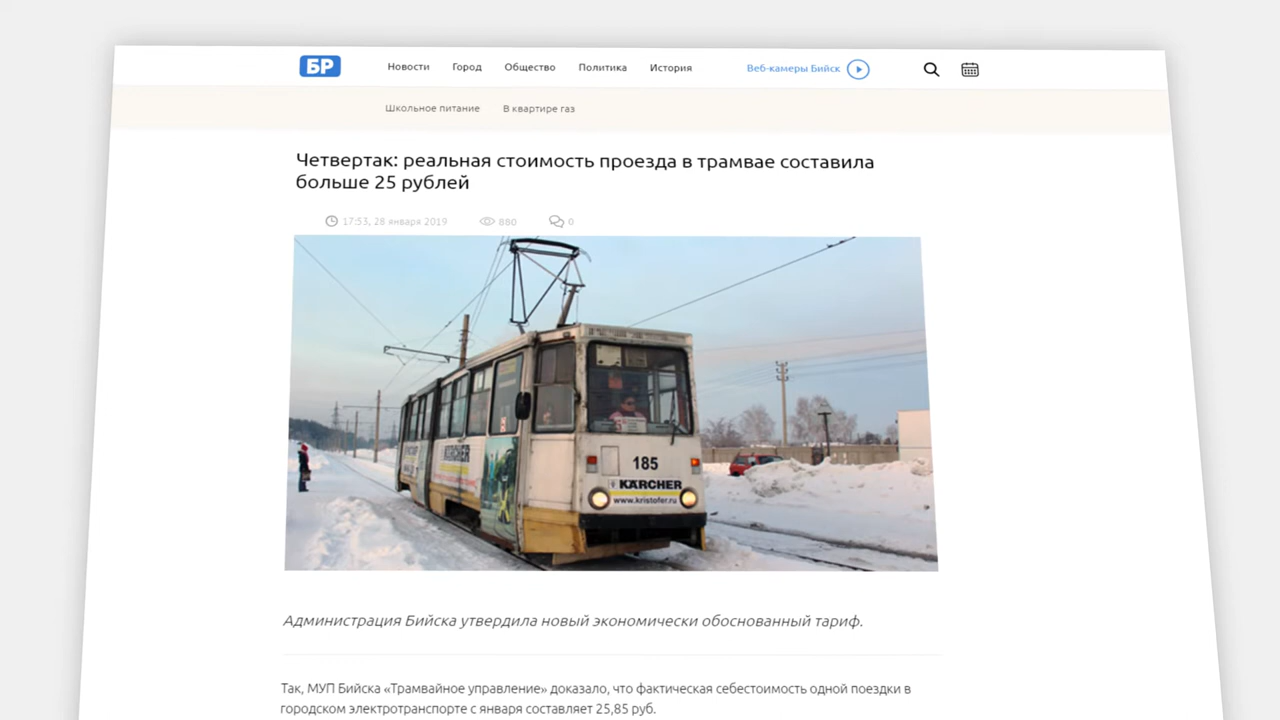 БР
Новости Город Общество Политика История Веб-камеры Бийск
Школьное питание В квартире газ
Четвертак: реальная стоимость проезда в трамвае составила
больше 25 рублей
17:53, 28 января 2019 880 0
KÄRCHER
185
KÄRCHER
www.kristofer.ru
Администрация Бийска утвердила новый экономически обоснованный тариф.
Так, МУП Бийска «Трамвайное управление» доказало, что фактическая себестоимость одной поездки в
городском электротранспорте с января составляет 25,85 руб.